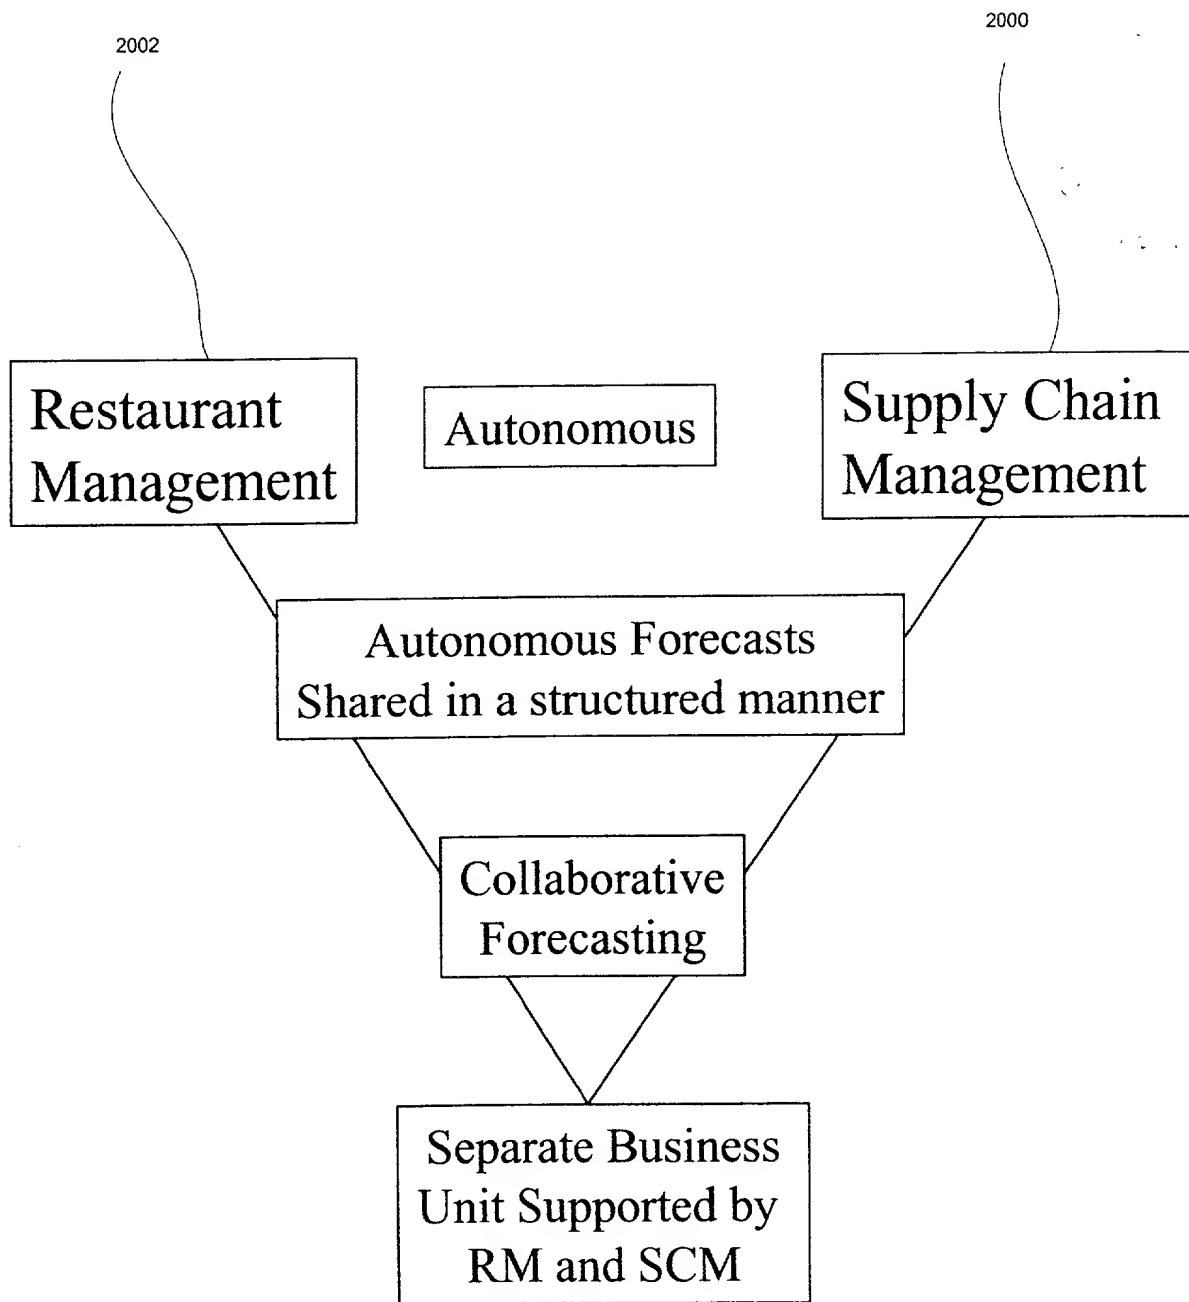 2002
2000
Restaurant
Management
Autonomous
Supply Chain
Management
Autonomous Forecasts
Shared in a structured manner
Collaborative
Forecasting
Separate Business
Unit Supported by
RM and SCM